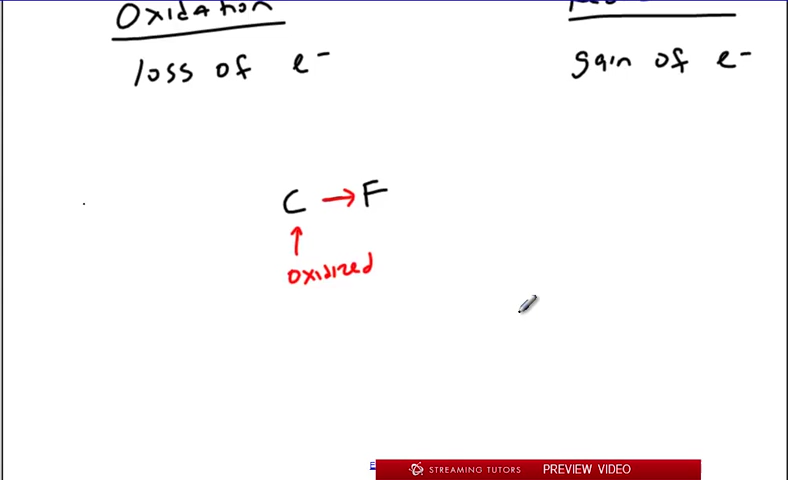 Oxidation
loss of e-
gain of e-
C → F
↑
oxidized
STREAMING TUTORS PREVIEW VIDEO